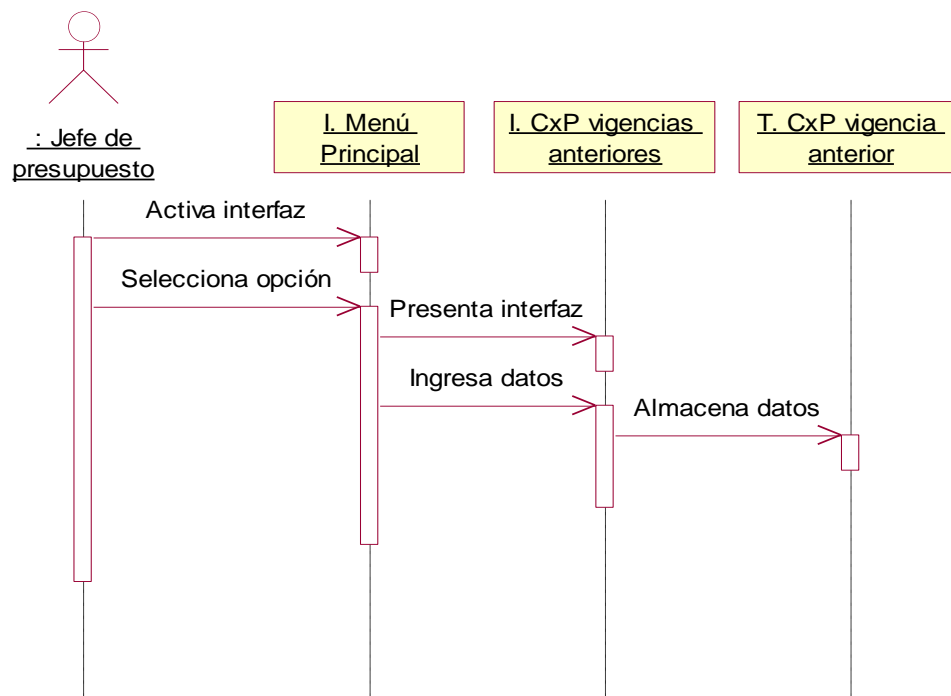 : Jefe de
presupuesto
I. Menú
Principal
I. CxP vigencias
anteriores
T. CxP vigencia
anterior
Activa interfaz
Selecciona opción
Presenta interfaz
Ingresa datos
Almacena datos